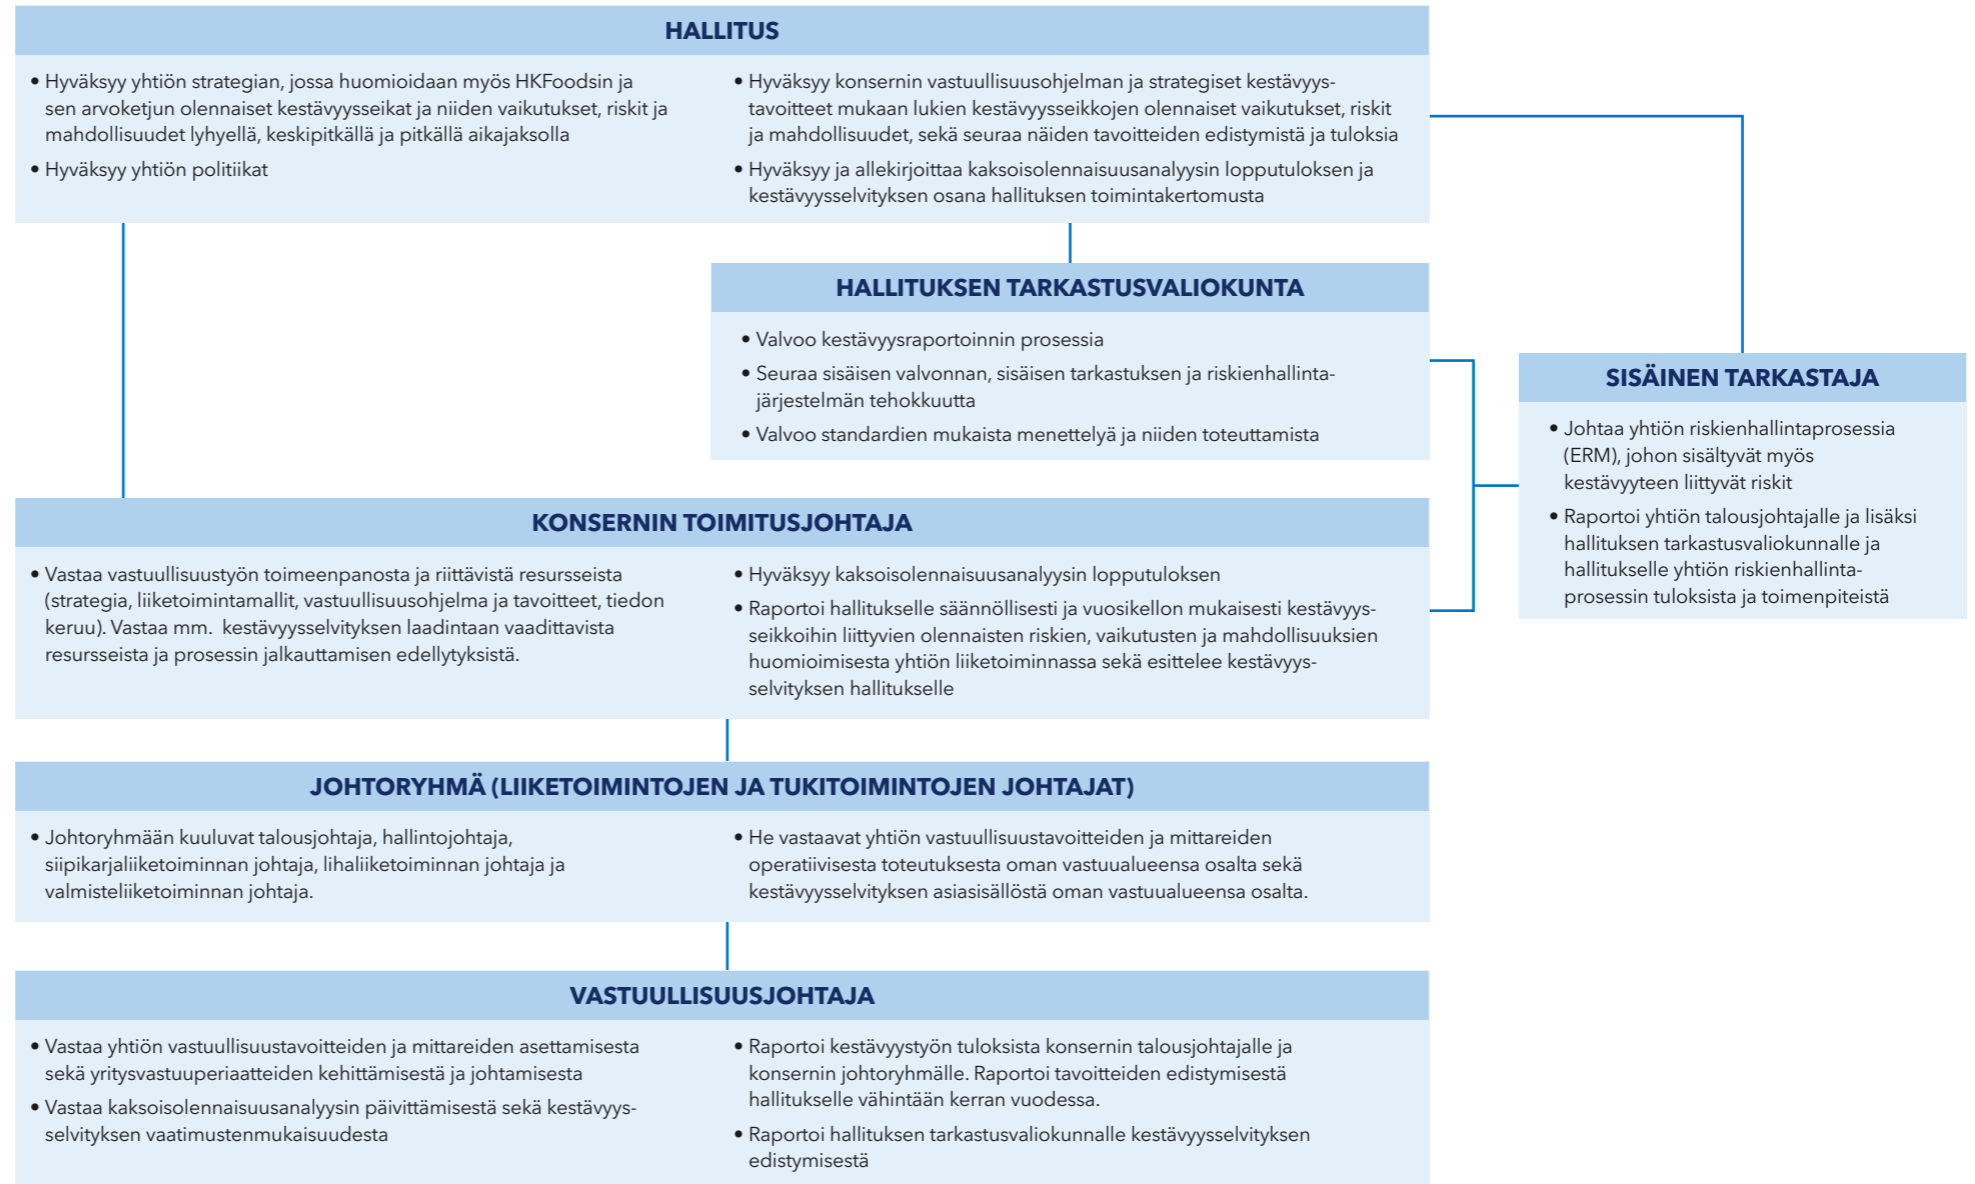 HALLITUS
• Hyväksyy yhtiön strategian, jossa huomioidaan myös HKFoodsin ja
sen arvoketjun olennaiset kestävyysseikat ja niiden vaikutukset, riskit ja
mahdollisuudet lyhyellä, keskipitkällä ja pitkällä aikajaksolla
• Hyväksyy yhtiön politiikat
• Hyväksyy konsernin vastuullisuusohjelman ja strategiset kestävyys-
tavoitteet mukaan lukien kestävyysseikkojen olennaiset vaikutukset, riskit
ja mahdollisuudet, sekä seuraa näiden tavoitteiden edistymistä ja tuloksia
• Hyväksyy ja allekirjoittaa kaksoisolennaisuusanalyysin lopputuloksen ja
kestävyysselvityksen osana hallituksen toimintakertomusta
HALLITUKSEN TARKASTUSVALIOKUNTA
• Valvoo kestävyysraportoinnin prosessia
• Seuraa sisäisen valvonnan, sisäisen tarkastuksen ja riskienhallinta-
järjestelmän tehokkuutta
• Valvoo standardien mukaista menettelyä ja niiden toteuttamista
SISÄINEN TARKASTAJA
• Johtaa yhtiön riskienhallintaprosessia
(ERM), johon sisältyvät myös
kestävyyteen liittyvät riskit
• Raportoi yhtiön talousjohtajalle ja lisäksi
hallituksen tarkastusvaliokunnalle ja
hallitukselle yhtiön riskienhallinta-
prosessin tuloksista ja toimenpiteistä
KONSERNIN TOIMITUSJOHTAJA
• Vastaa vastuullisuustyön toimeenpanosta ja riittävistä resursseista
(strategia, liiketoimintamallit, vastuullisuusohjelma ja tavoitteet, tiedon
keruu). Vastaa mm. kestävyysselvityksen laadintaan vaadittavista
resursseista ja prosessin jalkauttamisen edellytyksistä.
• Hyväksyy kaksoisolennaisuusanalyysin lopputuloksen
• Raportoi hallitukselle säännöllisesti ja vuosikellon mukaisesti kestävyys-
seikkoihin liittyvien olennaisten riskien, vaikutusten ja mahdollisuuksien
huomioimisesta yhtiön liiketoiminnassa sekä esittelee kestävyys-
selvityksen hallitukselle
JOHTORYHMÄ (LIIKETOIMINTOJEN JA TUKITOIMINTOJEN JOHTAJAT)
• Johtoryhmään kuuluvat talousjohtaja, hallintojohtaja,
siipikarjaliiketoiminnan johtaja, lihaliiketoiminnan johtaja ja
valmisteliiketoiminnan johtaja.
• He vastaavat yhtiön vastuullisuustavoitteiden ja mittareiden
operatiivisesta toteutuksesta oman vastuualueensa osalta sekä
kestävyysselvityksen asiasisällöstä oman vastuualueensa osalta.
VASTUULLISUUSJOHTAJA
• Vastaa yhtiön vastuullisuustavoitteiden ja mittareiden asettamisesta
sekä yritysvastuuperiaatteiden kehittämisestä ja johtamisesta
• Vastaa kaksoisolennaisuusanalyysin päivittämisestä sekä kestävyys-
selvityksen vaatimustenmukaisuudesta
• Raportoi kestävyystyön tuloksista konsernin talousjohtajalle ja
konsernin johtoryhmälle. Raportoi tavoitteiden edistymisestä
hallitukselle vähintään kerran vuodessa.
• Raportoi hallituksen tarkastusvaliokunnalle kestävyysselvityksen
edistymisestä